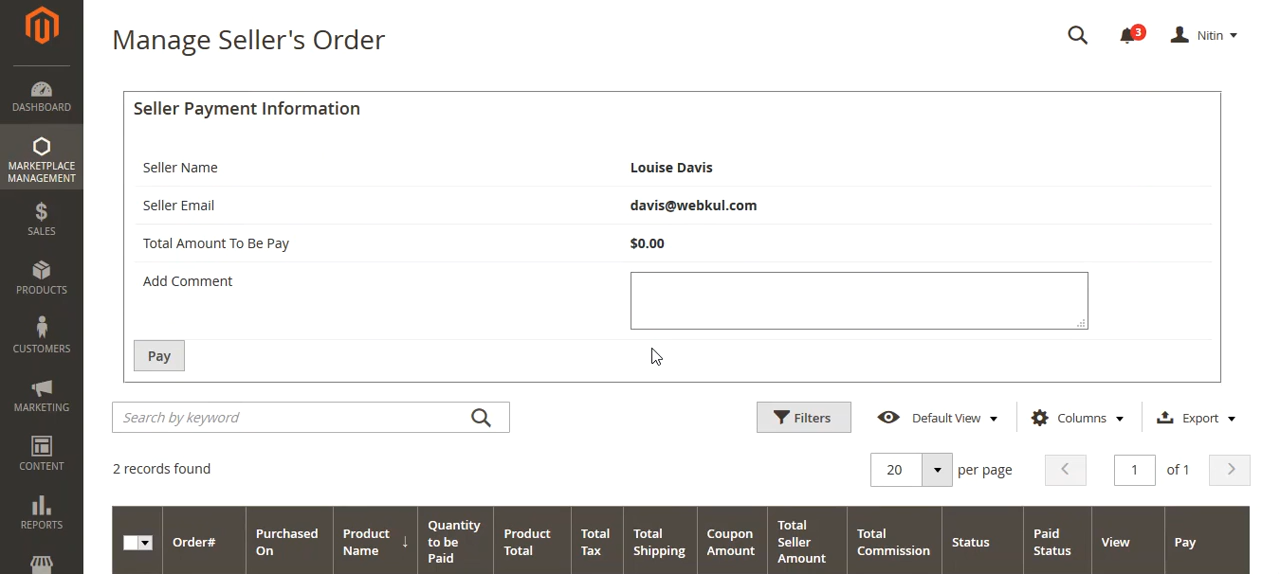 Manage Seller's Order
3
Nitin
DASHBOARD
MARKETPLACE
MANAGEMENT
SALES
PRODUCTS
CUSTOMERS
MARKETING
CONTENT
REPORTS
Seller Payment Information
Seller Name Louise Davis
Seller Email davis@webkul.com
Total Amount To Be Pay $0.00
Add Comment
Pay
Search by keyword
Filters
Default View
Columns
Export
2 records found
20 per page
1 of 1
Order#
Purchased
On
Product
Name ↓
Quantity
to be
Paid
Product
Total
Total
Tax
Total
Shipping
Coupon
Amount
Total
Seller
Amount
Total
Commission
Status
Paid
Status
View
Pay